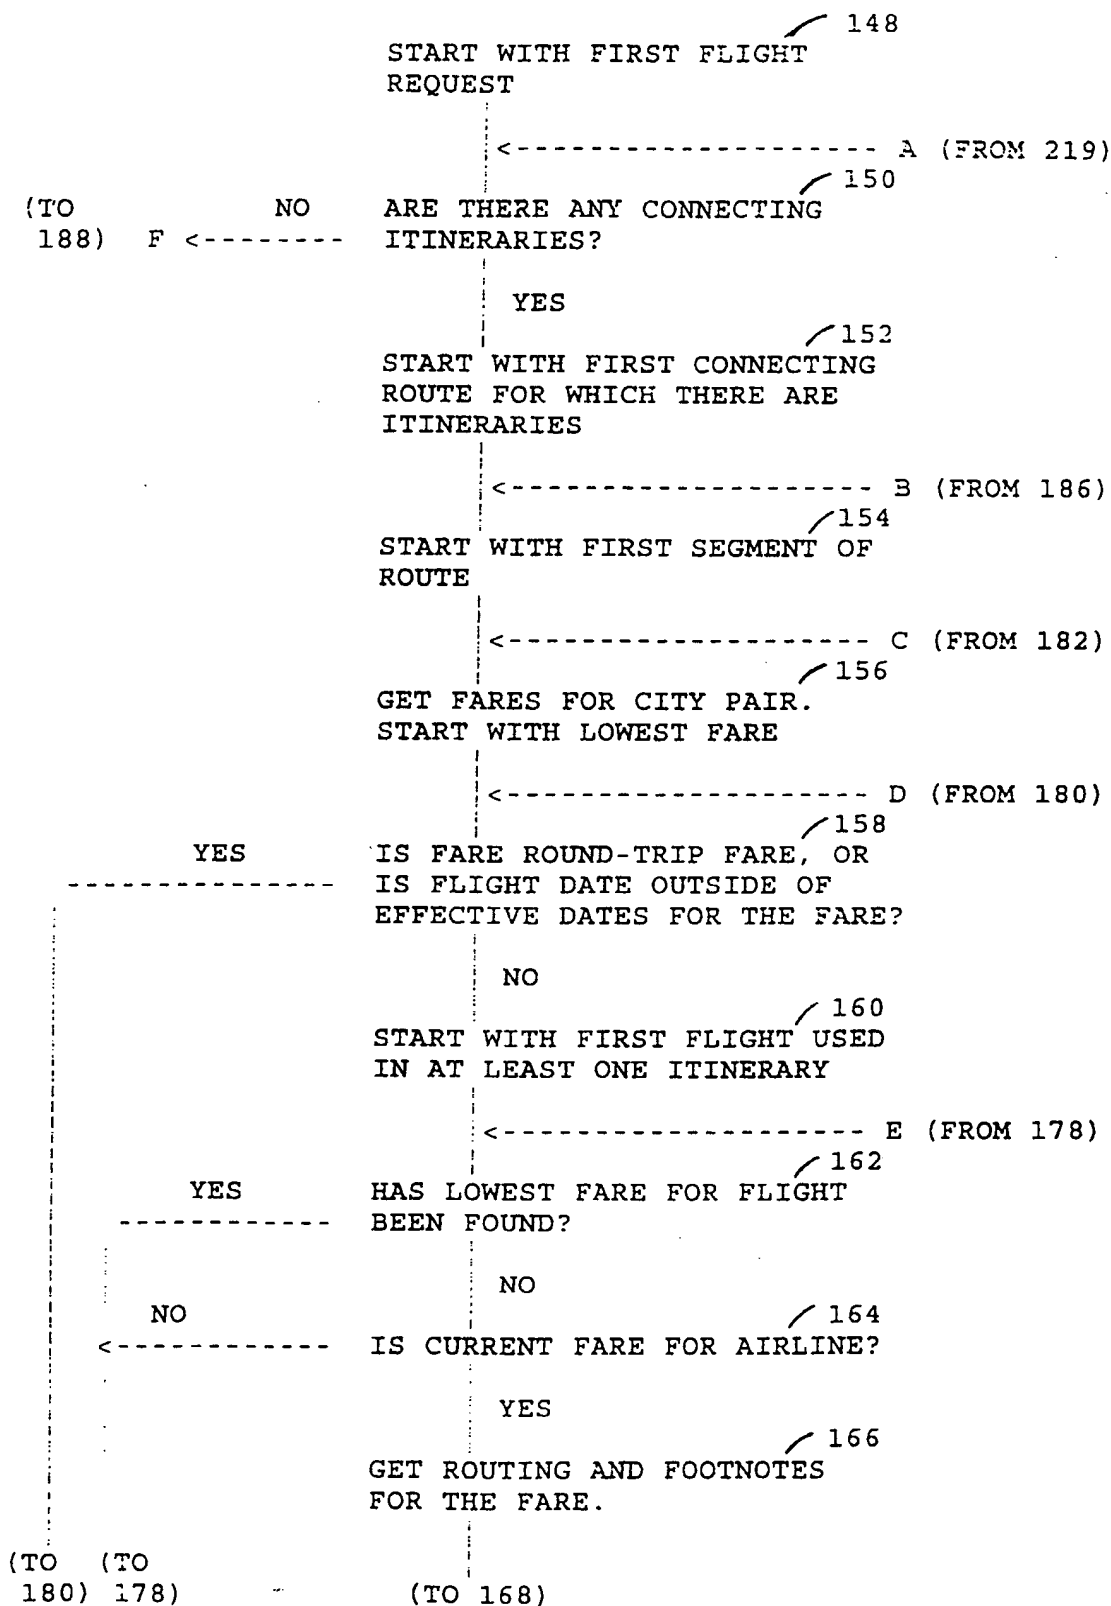 148
START WITH FIRST FLIGHT
REQUEST
<-------------------- A (FROM 219)
150
(TO NO ARE THERE ANY CONNECTING
188) F <-------- ITINERARIES?
YES
152
START WITH FIRST CONNECTING
ROUTE FOR WHICH THERE ARE
ITINERARIES
<-------------------- B (FROM 186)
154
START WITH FIRST SEGMENT OF
ROUTE
<-------------------- C (FROM 182)
156
GET FARES FOR CITY PAIR.
START WITH LOWEST FARE
<-------------------- D (FROM 180)
158
YES IS FARE ROUND-TRIP FARE, OR
--------------- IS FLIGHT DATE OUTSIDE OF
EFFECTIVE DATES FOR THE FARE?
NO
160
START WITH FIRST FLIGHT USED
IN AT LEAST ONE ITINERARY
<-------------------- E (FROM 178)
162
YES HAS LOWEST FARE FOR FLIGHT
------------ BEEN FOUND?
NO
NO 164
<------------ IS CURRENT FARE FOR AIRLINE?
YES
166
GET ROUTING AND FOOTNOTES
FOR THE FARE.
(TO (TO
180) 178) (TO 168)